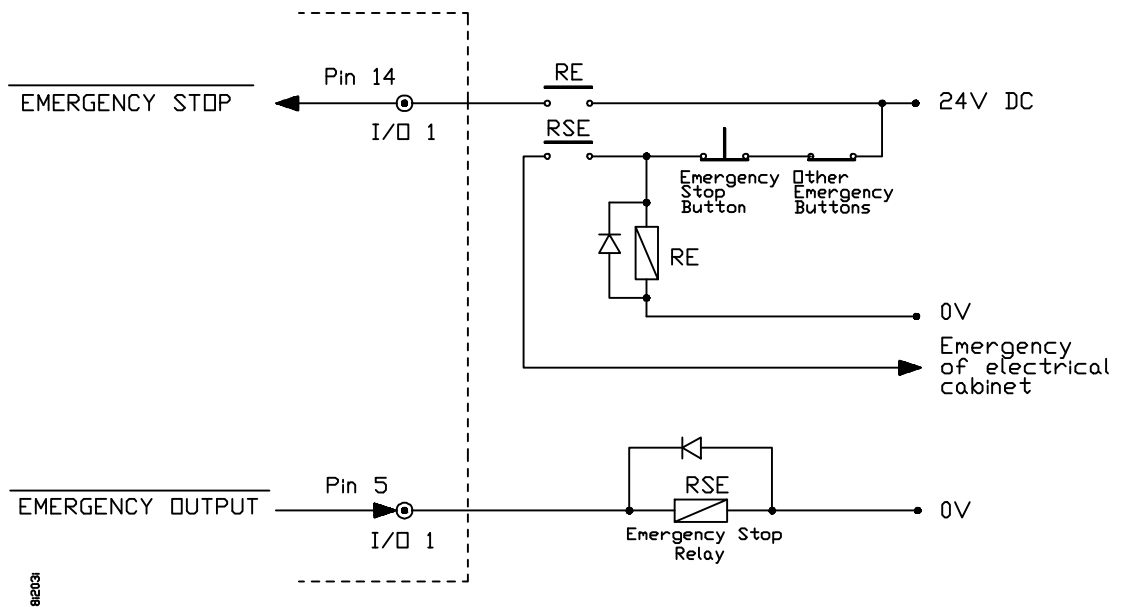 Pin 14
RE
EMERGENCY STOP
24V DC
I/O 1
RSE
Emergency
Stop
Button
Other
Emergency
Buttons
RE
0V
Emergency
of electrical
cabinet
Pin 5
RSE
EMERGENCY OUTPUT
0V
I/O 1
Emergency Stop
Relay
812031